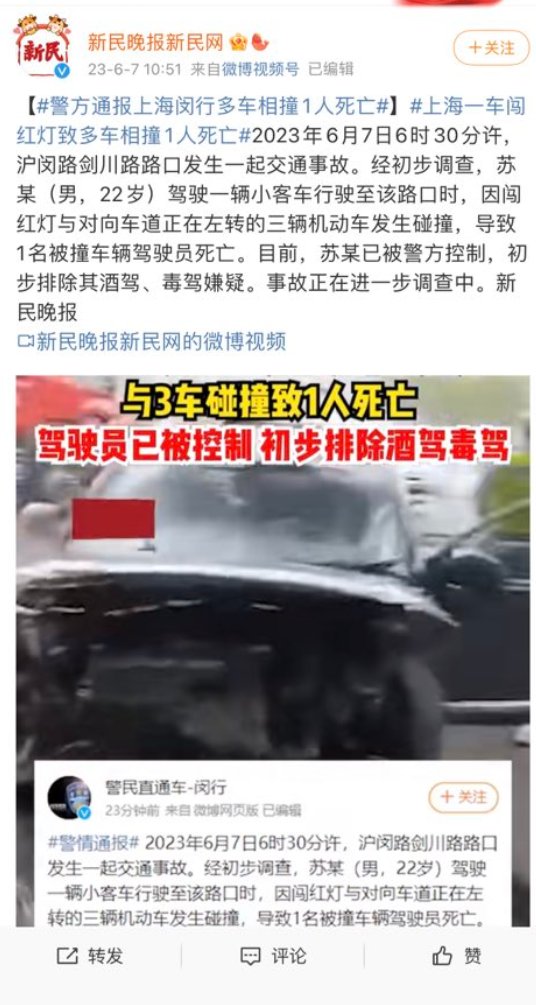 新民
新民晚报新民网
23-6-7 10:51 来自微博视频号 已编辑
+关注
【#警方通报上海闵行多车相撞1人死亡#】#上海一车闯
红灯致多车相撞1人死亡#2023年6月7日6时30分许，
沪闵路剑川路路口发生一起交通事故。经初步调查，苏
某（男，22岁）驾驶一辆小客车行驶至该路口时，因闯
红灯与对向车道正在左转的三辆机动车发生碰撞，导致
1名被撞车辆驾驶员死亡。目前，苏某已被警方控制，初
步排除其酒驾、毒驾嫌疑。事故正在进一步调查中。新
民晚报
新民晚报新民网的微博视频
与3车碰撞致1人死亡
驾驶员已被控制 初步排除酒驾毒驾
警民直通车-闵行
23分钟前 来自微博网页版 已编辑
+关注
#警情通报# 2023年6月7日6时30分许，沪闵路剑川路路口
发生一起交通事故。经初步调查，苏某（男，22岁）驾驶
一辆小客车行驶至该路口时，因闯红灯与对向车道正在左
转的三辆机动车发生碰撞，导致1名被撞车辆驾驶员死亡。
转发
评论
赞